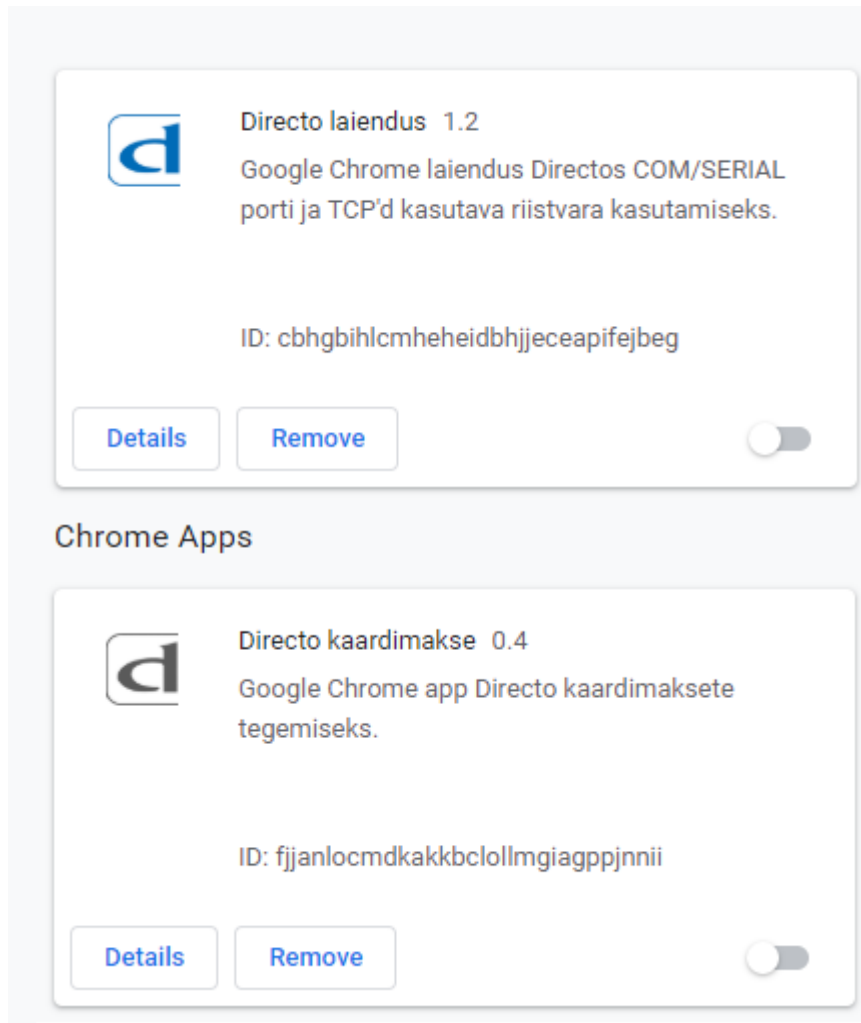 Directo laiendus 1.2
Google Chrome laiendus Directos COM/SERIAL
porti ja TCP'd kasutava riistvara kasutamiseks.
ID: cbhgbihlcmheheidbhjjeceapifejbeg
Details Remove
Chrome Apps
Directo kaardimakse 0.4
Google Chrome app Directo kaardimaksete
tegemiseks.
ID: fjjanlocmdkakkbclollmgiagppjnnii
Details Remove